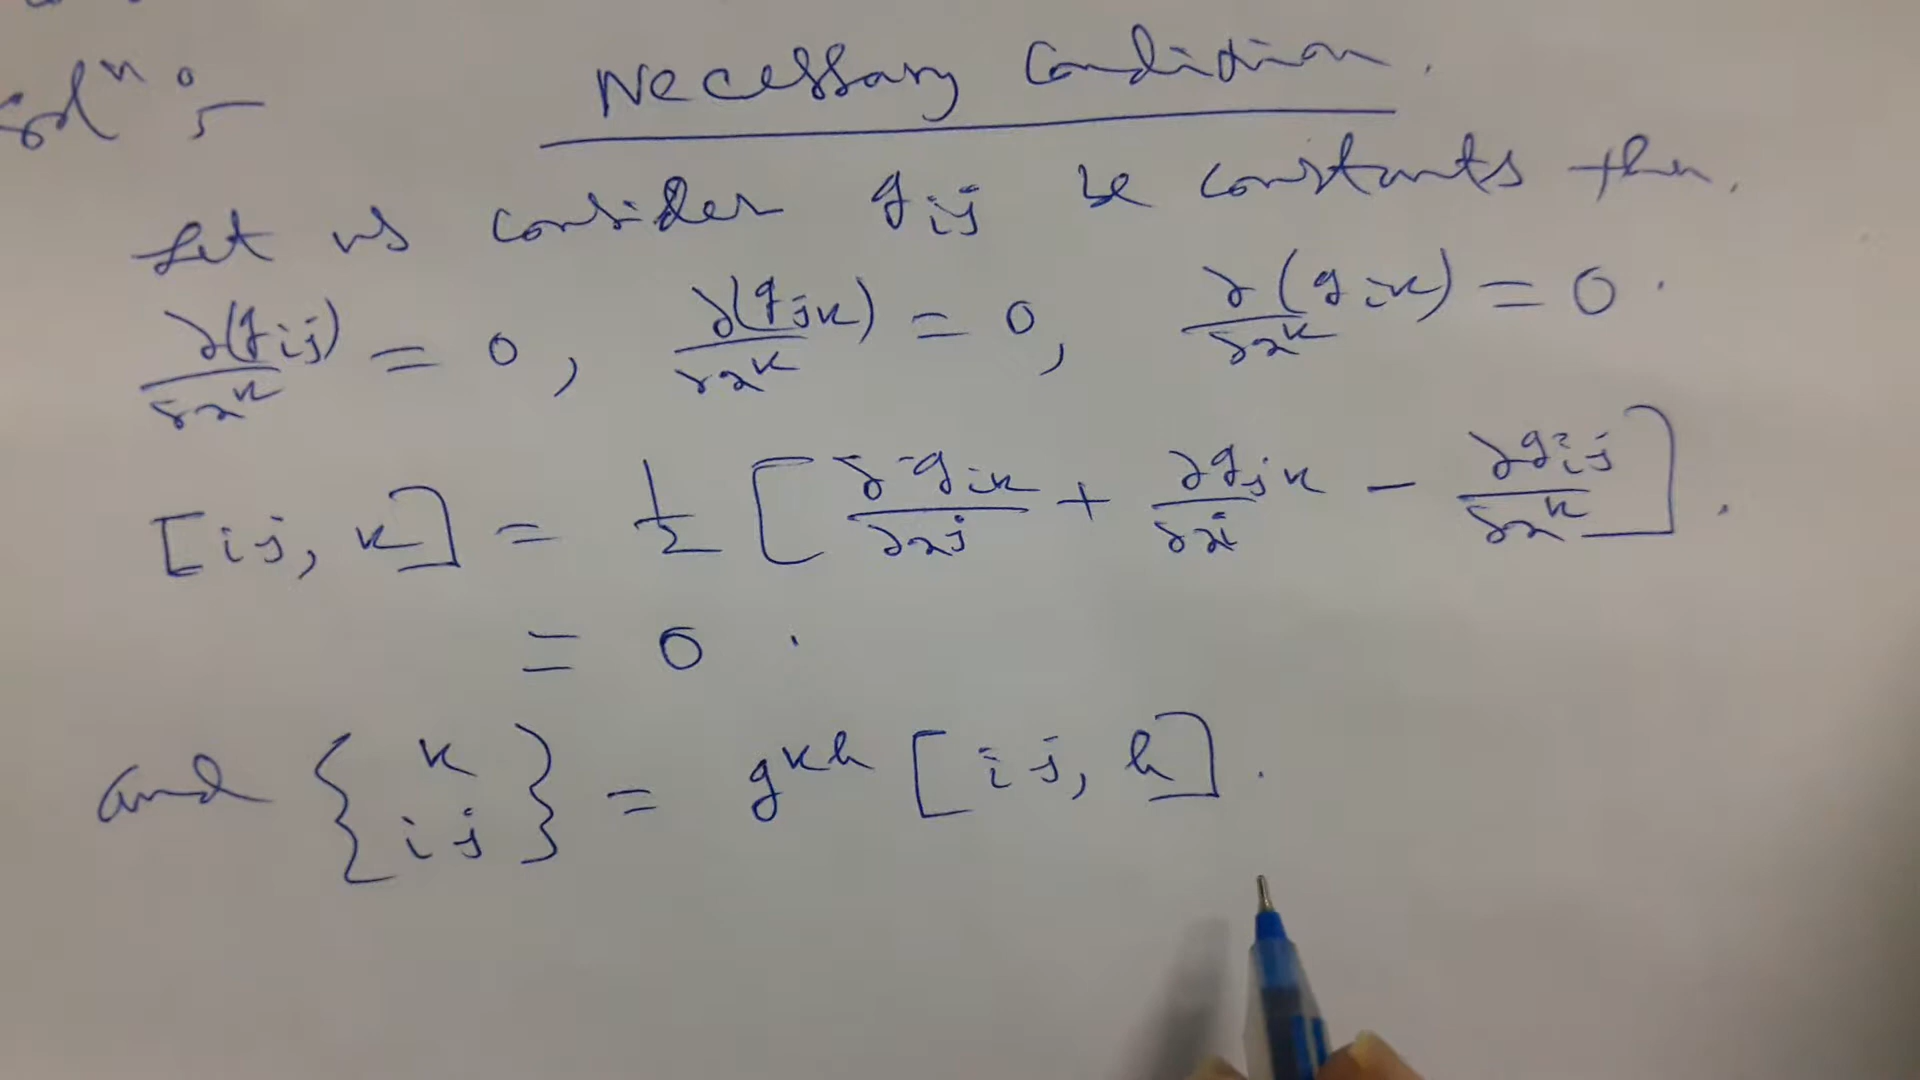 Solⁿ :-
Necessary Condition.
Let us consider g_ij be constants then.
∂(g_ij)/∂x^k = 0, ∂(g_jk)/∂x^k = 0, ∂(g_ik)/∂x^k = 0.
[ij, k] = 1/2 [∂g_ik/∂x^j + ∂g_jk/∂x^i - ∂g_ij/∂x^k].
= 0.
and {k ij} = g^kh [ij, h].